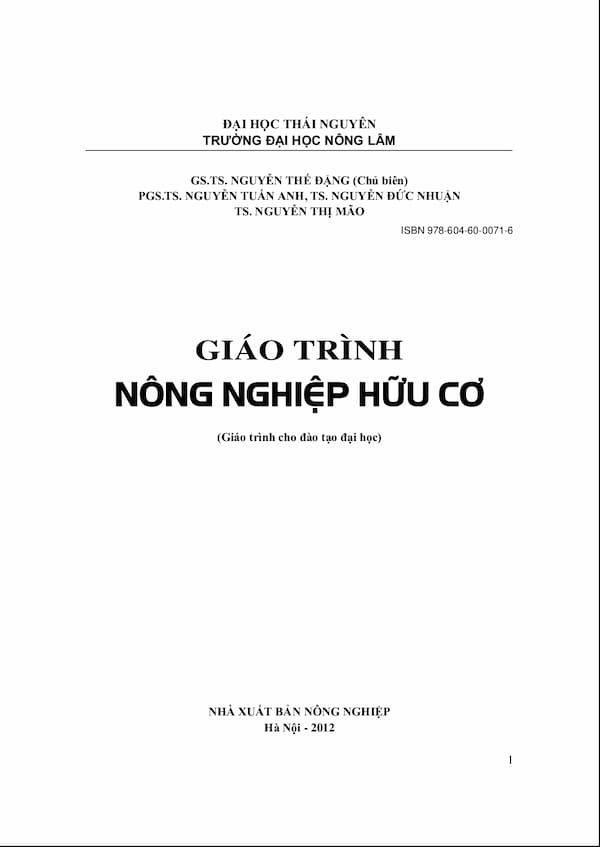 ĐẠI HỌC THÁI NGUYÊN
TRƯỜNG ĐẠI HỌC NÔNG LÂM
GS.TS. NGUYỄN THẾ ĐẶNG (Chủ biên)
PGS.TS. NGUYỄN TUẤN ANH, TS. NGUYỄN ĐỨC NHUẬN
TS. NGUYỄN THỊ MÃO
ISBN 978-604-60-0071-6
GIÁO TRÌNH
NÔNG NGHIỆP HỮU CƠ
(Giáo trình cho đào tạo đại học)
NHÀ XUẤT BẢN NÔNG NGHIỆP
Hà Nội - 2012
1